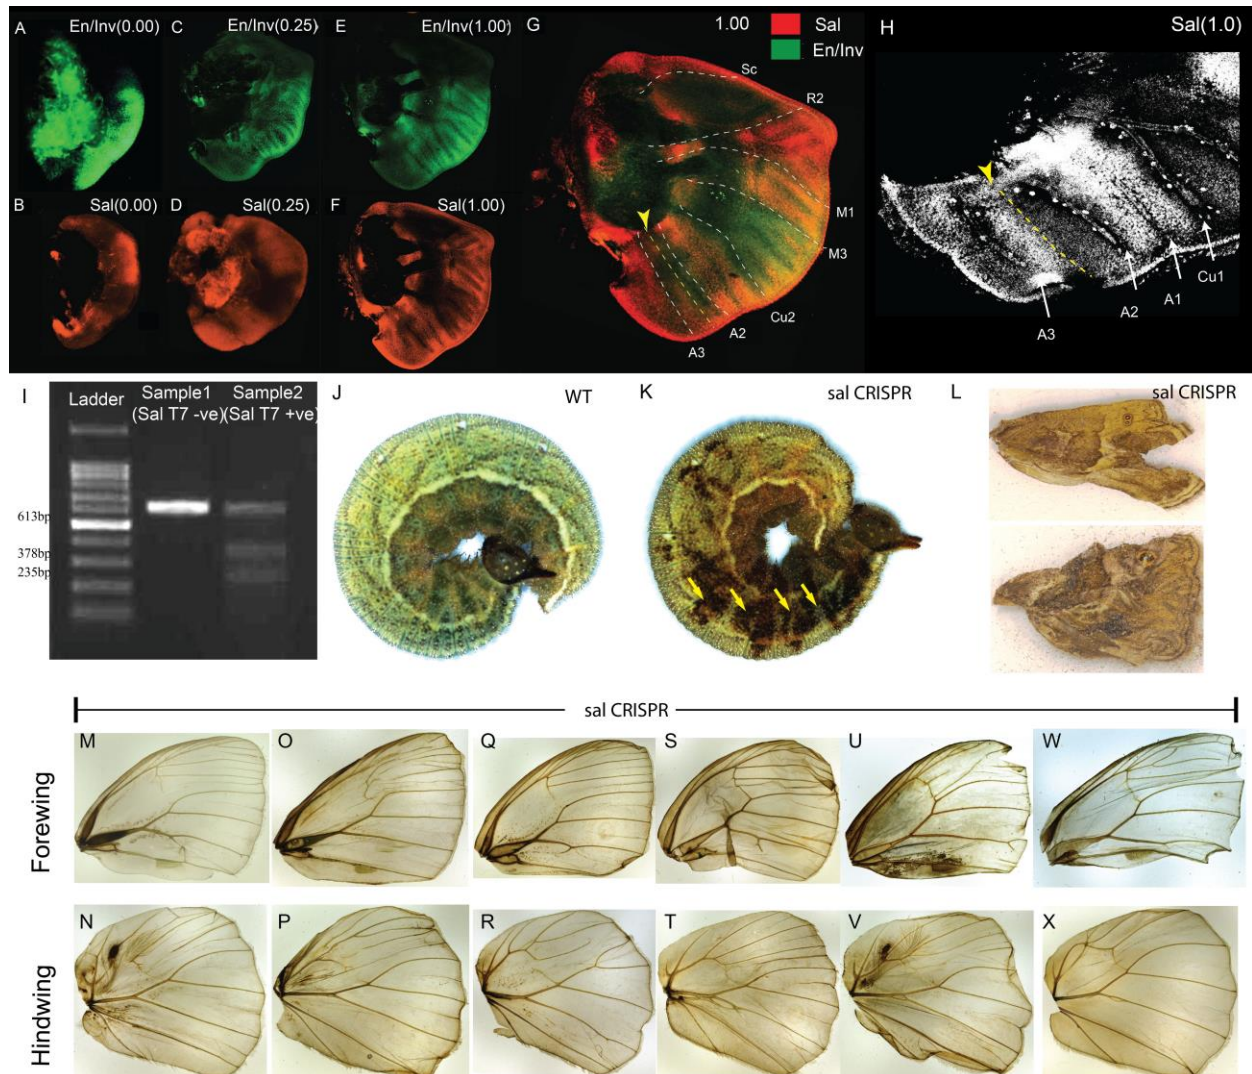 A En/Inv(0.00)
C En/Inv(0.25)
E En/Inv(1.00)
B Sal(0.00)
D Sal(0.25)
F Sal(1.00)
G 1.00
Sal
En/Inv
Sc
R2
M1
M3
Cu2
A2
A3
H Sal(1.0)
Cu1
A1
A2
A3
I
Ladder
Sample1
(Sal T7 -ve)
Sample2
(Sal T7 +ve)
613bp
378bp
235bp
J WT
K sal CRISPR
L sal CRISPR
sal CRISPR
Forewing
M O Q S U W
Hindwing
N P R T V X